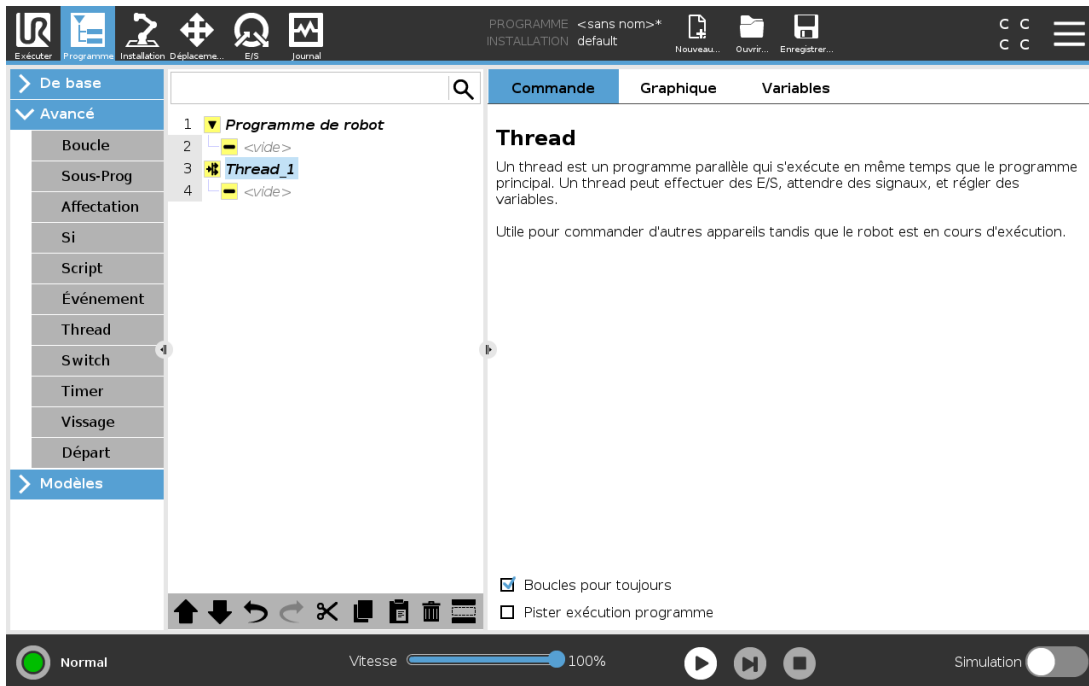 PROGRAMME <sans nom>*
INSTALLATION default
C C
C C
Exécuter
Programme
Installation
Déplaceme...
E/S
Journal
Nouveau...
Ouvrir...
Enregistrer...
De base
Avancé
Boucle
Sous-Prog
Affectation
Si
Script
Événement
Thread
Switch
Timer
Vissage
Départ
Modèles
1 Programme de robot
2 <vide>
3 Thread_1
4 <vide>
Commande Graphique Variables
Thread
Un thread est un programme parallèle qui s'exécute en même temps que le programme
principal. Un thread peut effectuer des E/S, attendre des signaux, et régler des
variables.
Utile pour commander d'autres appareils tandis que le robot est en cours d'exécution.
Boucles pour toujours
Pister exécution programme
Normal
Vitesse 100%
Simulation